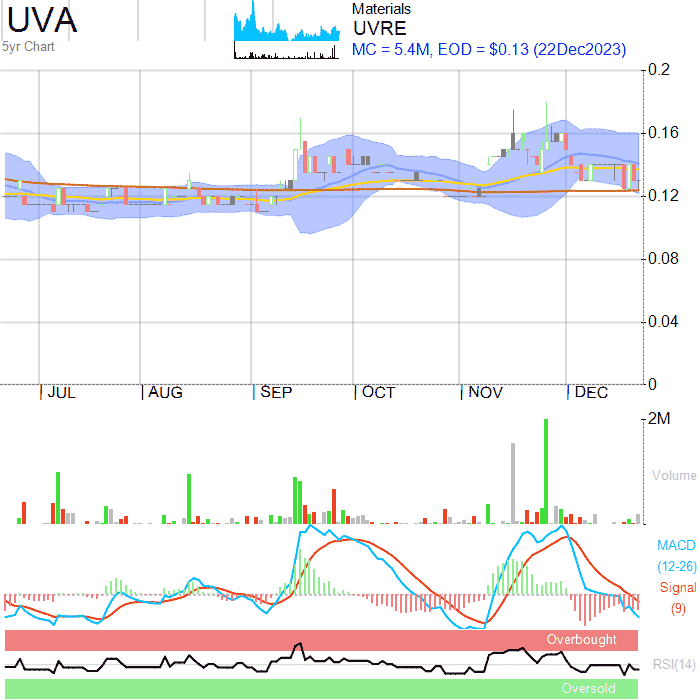 UVA
5yr Chart
Materials
UVRE
MC = 5.4M, EOD = $0.13 (22Dec2023)
0.2
0.16
0.12
0.08
0.04
0
JUL AUG SEP OCT NOV DEC
2M
Volume
MACD
(12-26)
Signal
(9)
Overbought
RSI(14)
Oversold